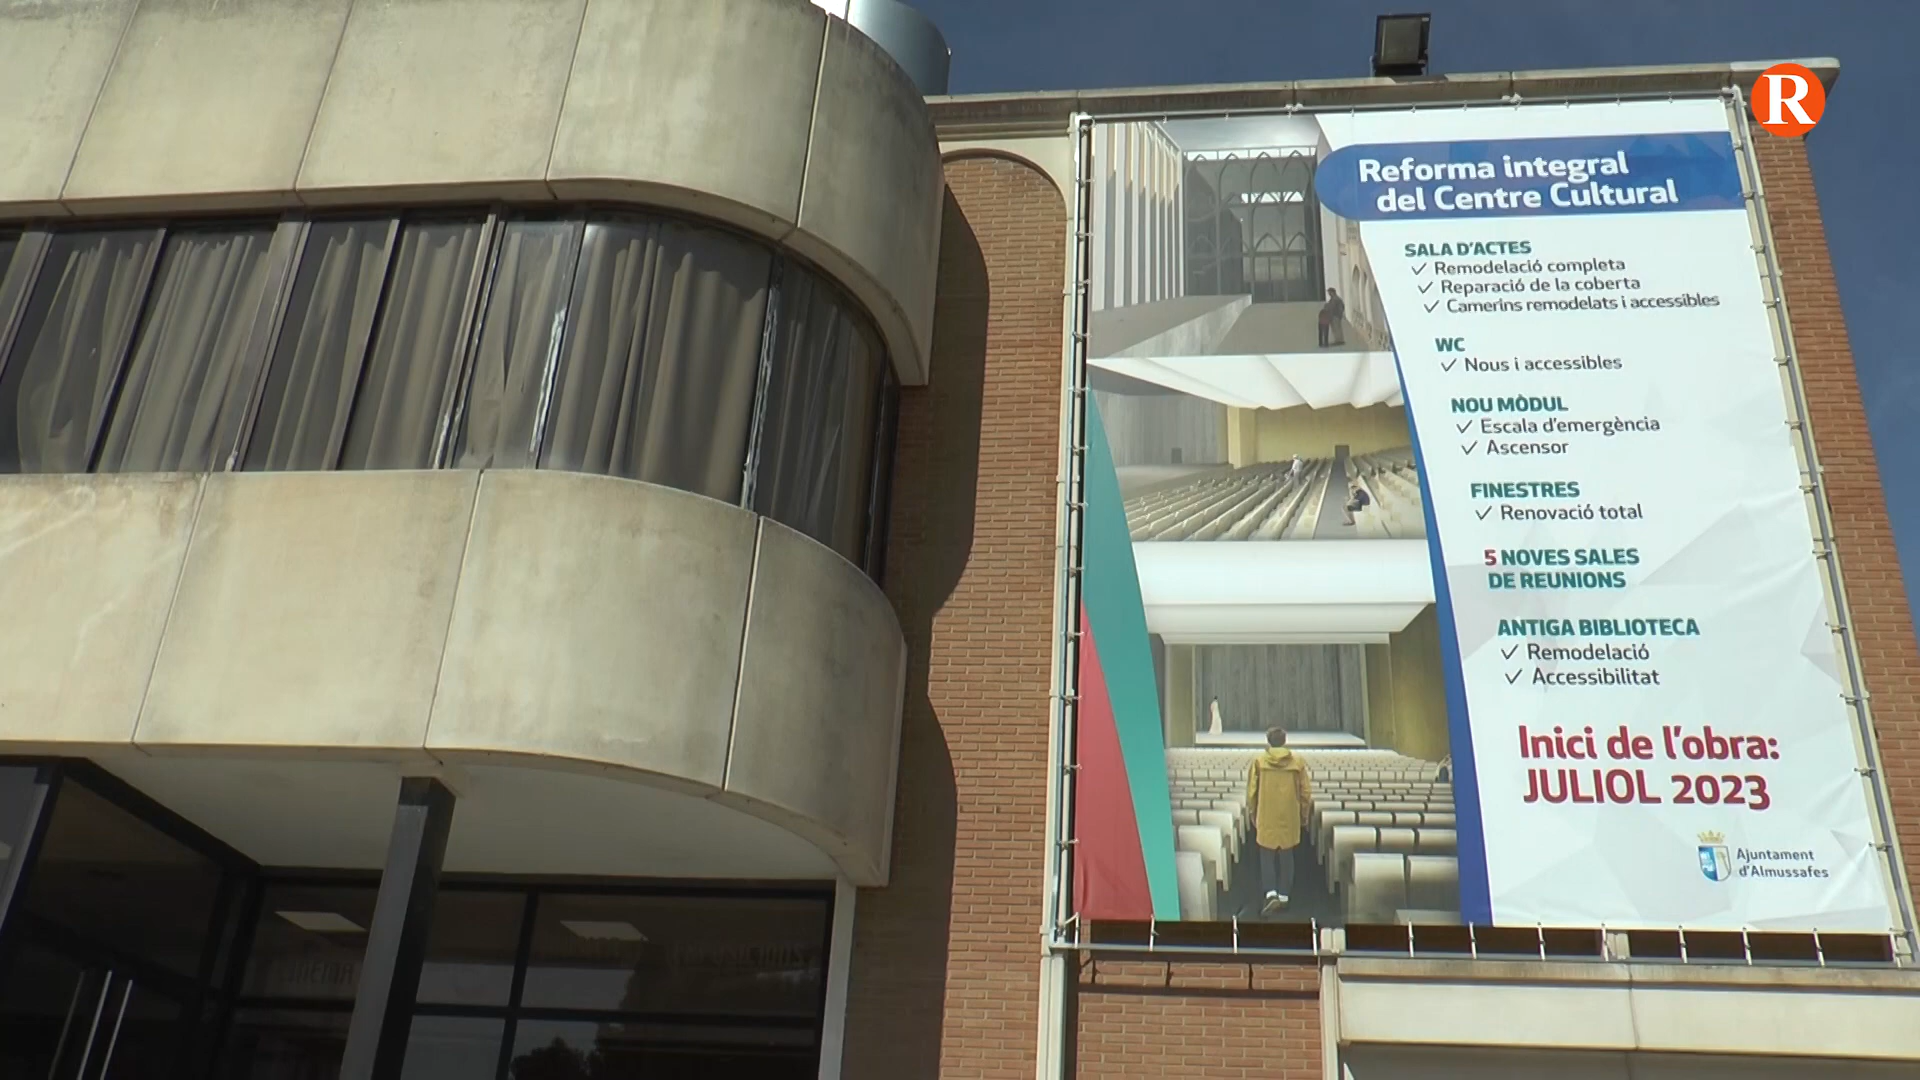 R
Reforma integral
del Centre Cultural
SALA D'ACTES
✓ Remodelació completa
✓ Reparació de la coberta
✓ Camerins remodelats i accessibles
WC
✓ Nous i accessibles
NOU MÒDUL
✓ Escala d'emergència
✓ Ascensor
FINESTRES
✓ Renovació total
5 NOVES SALES
DE REUNIONS
ANTIGA BIBLIOTECA
✓ Remodelació
✓ Accessibilitat
Inici de l'obra:
JULIOL 2023
Ajuntament
d'Almussafes